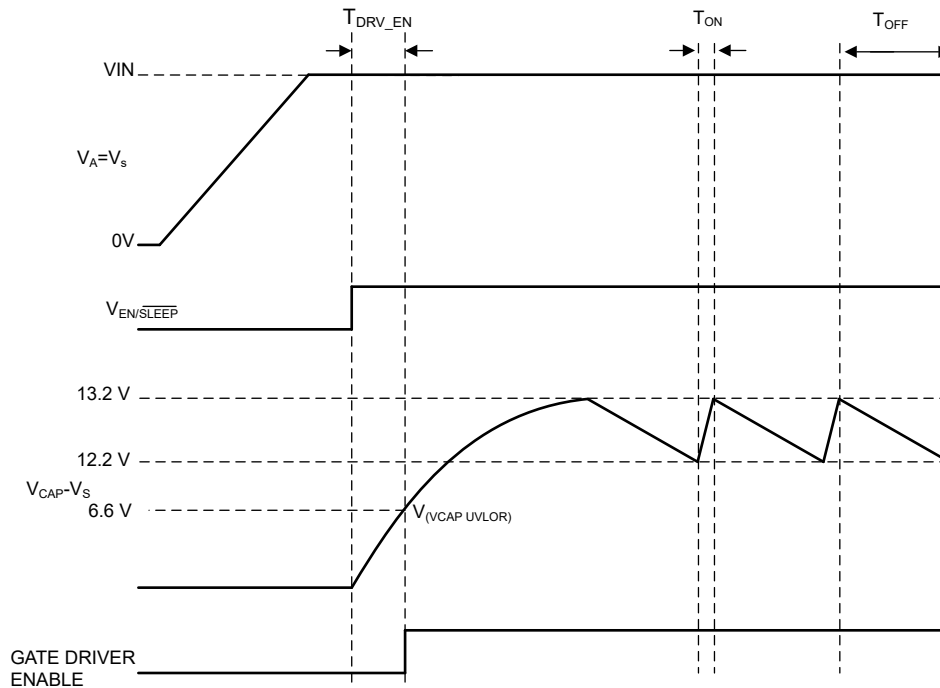 T_DRV_EN
T_ON
T_OFF
VIN
V_A=V_s
0V
V_EN/S̅L̅E̅E̅P̅
13.2 V
12.2 V
V_CAP-V_S
6.6 V
V_(VCAP UVLOR)
GATE DRIVER
ENABLE